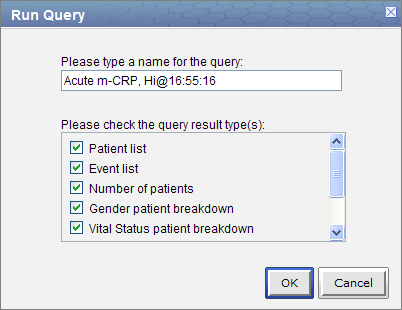 Run Query
Please type a name for the query:
Acute m-CRP, Hi@16:55:16
Please check the query result type(s):
Patient list
Event list
Number of patients
Gender patient breakdown
Vital Status patient breakdown
OK Cancel